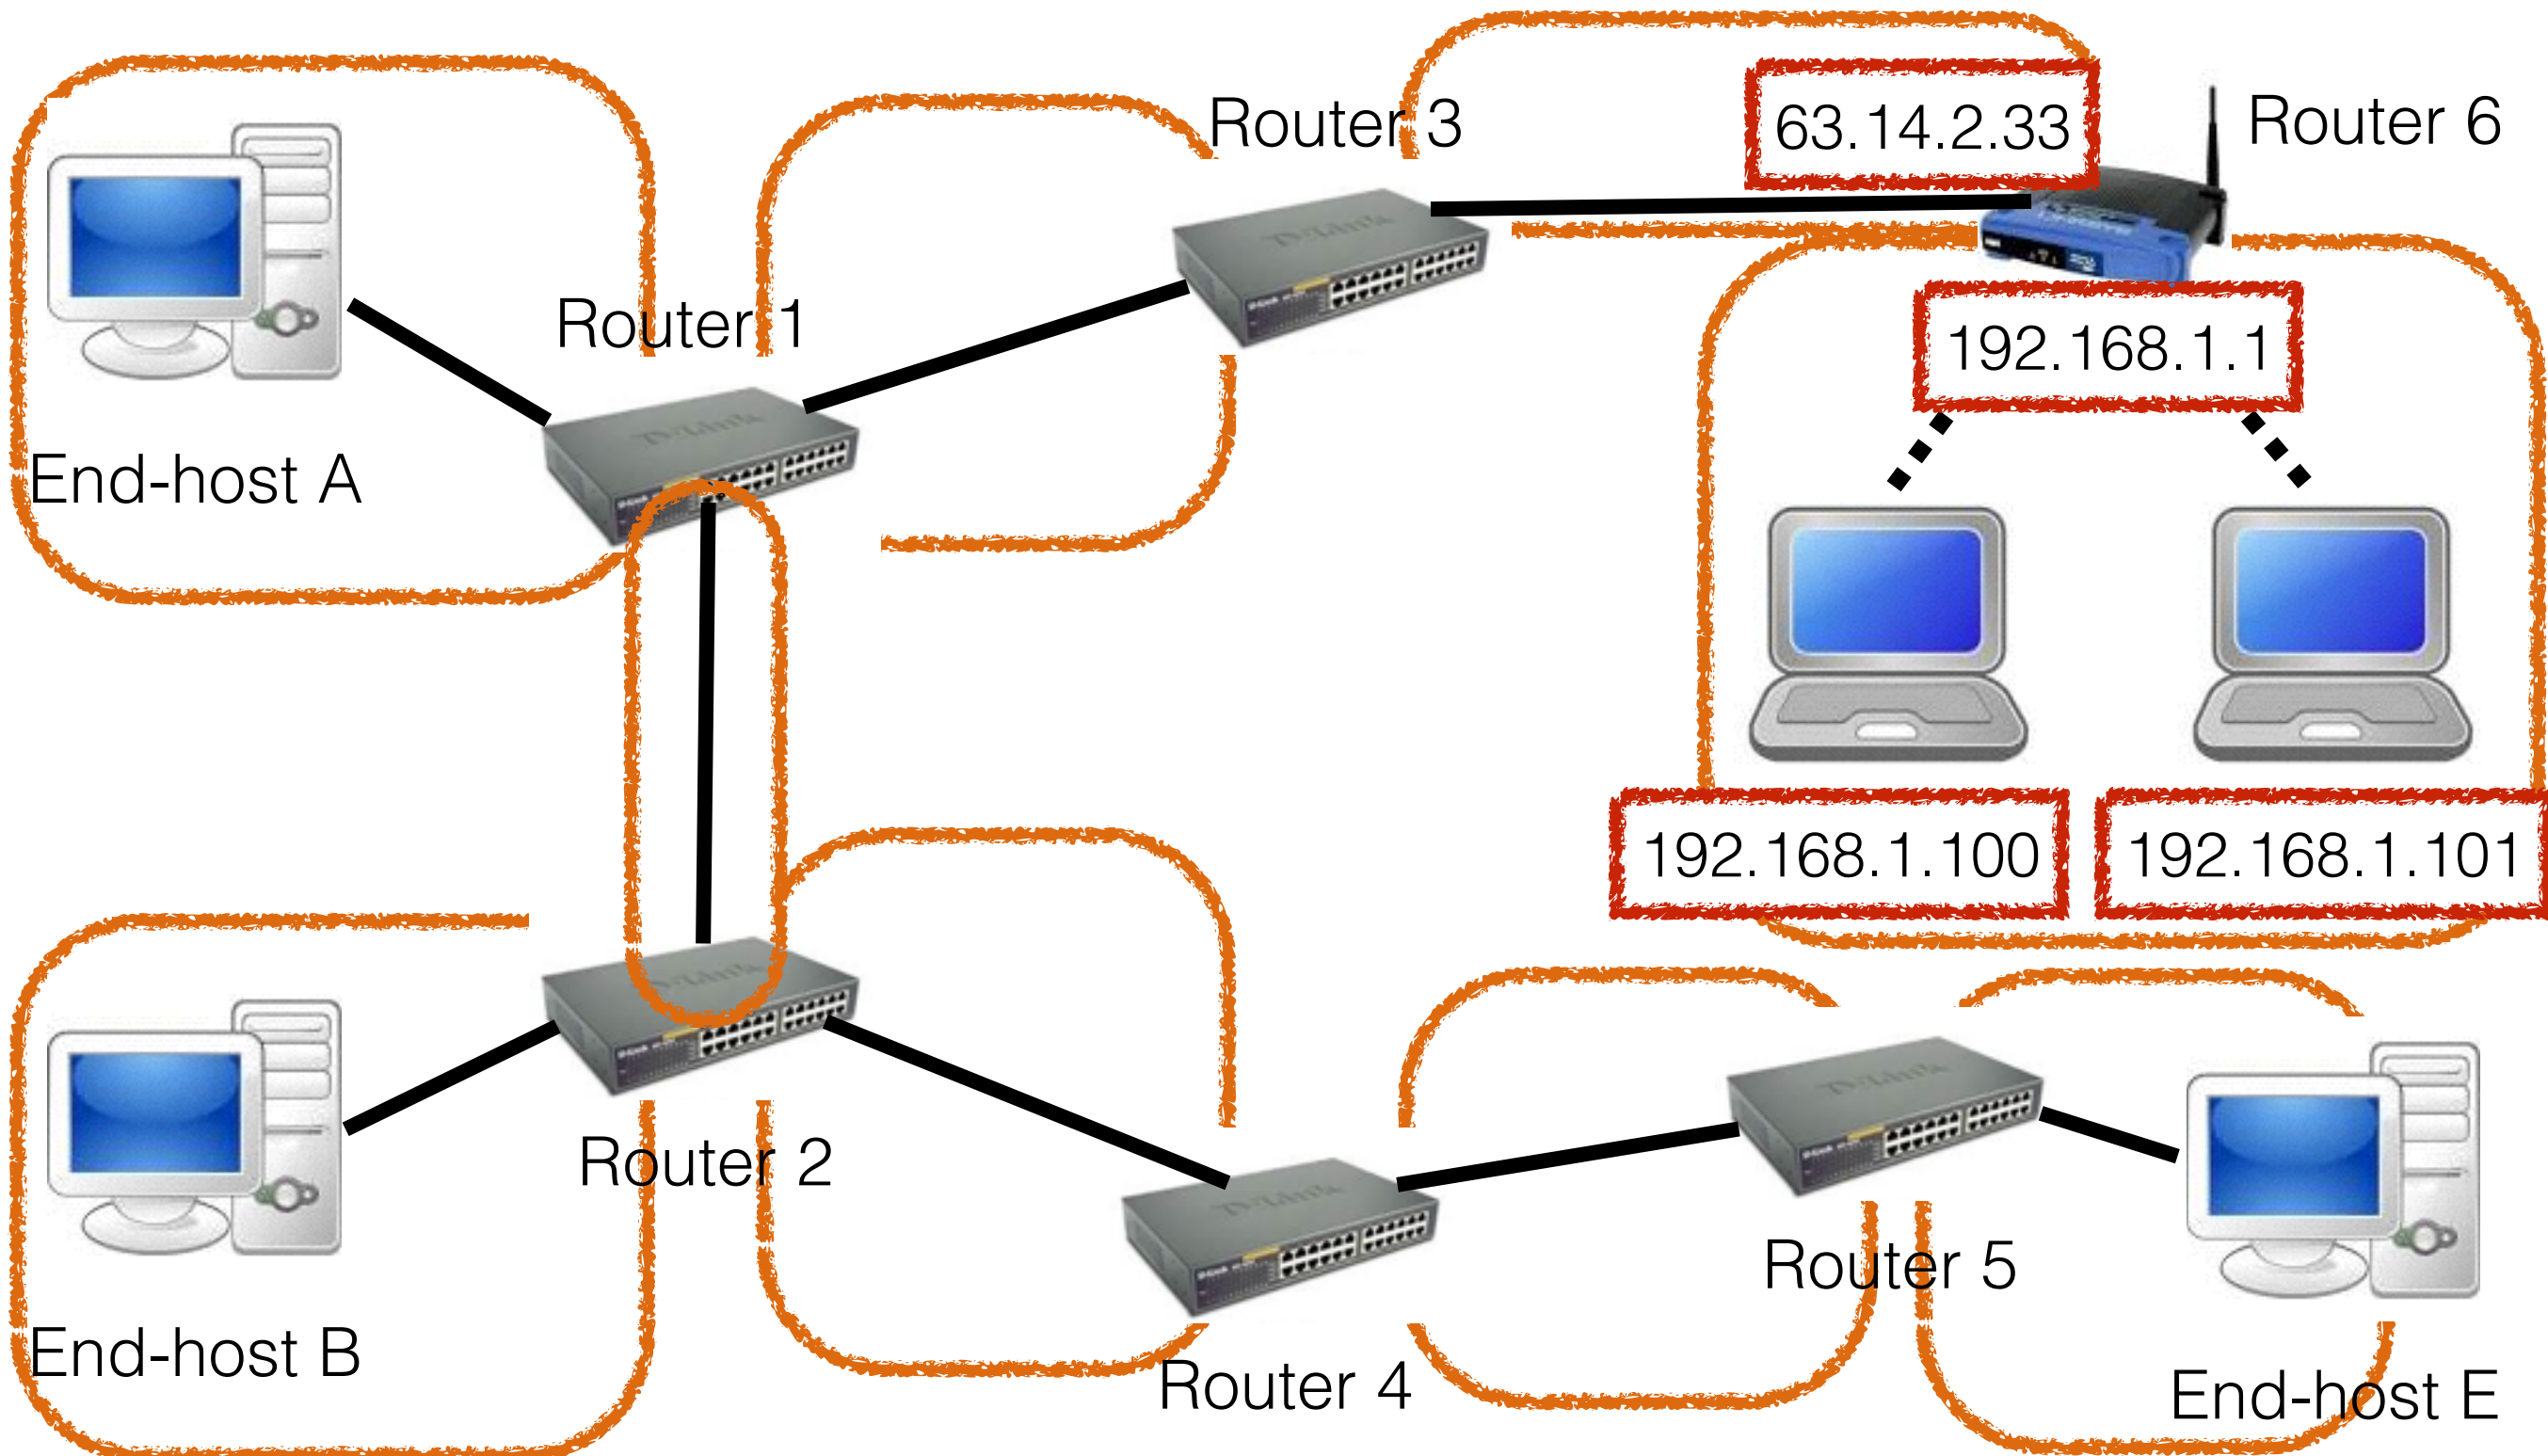 63.14.2.33
Router 3
Router 6
Router 1
192.168.1.1
End-host A
192.168.1.100
192.168.1.101
Router 2
Router 5
End-host B
Router 4
End-host E